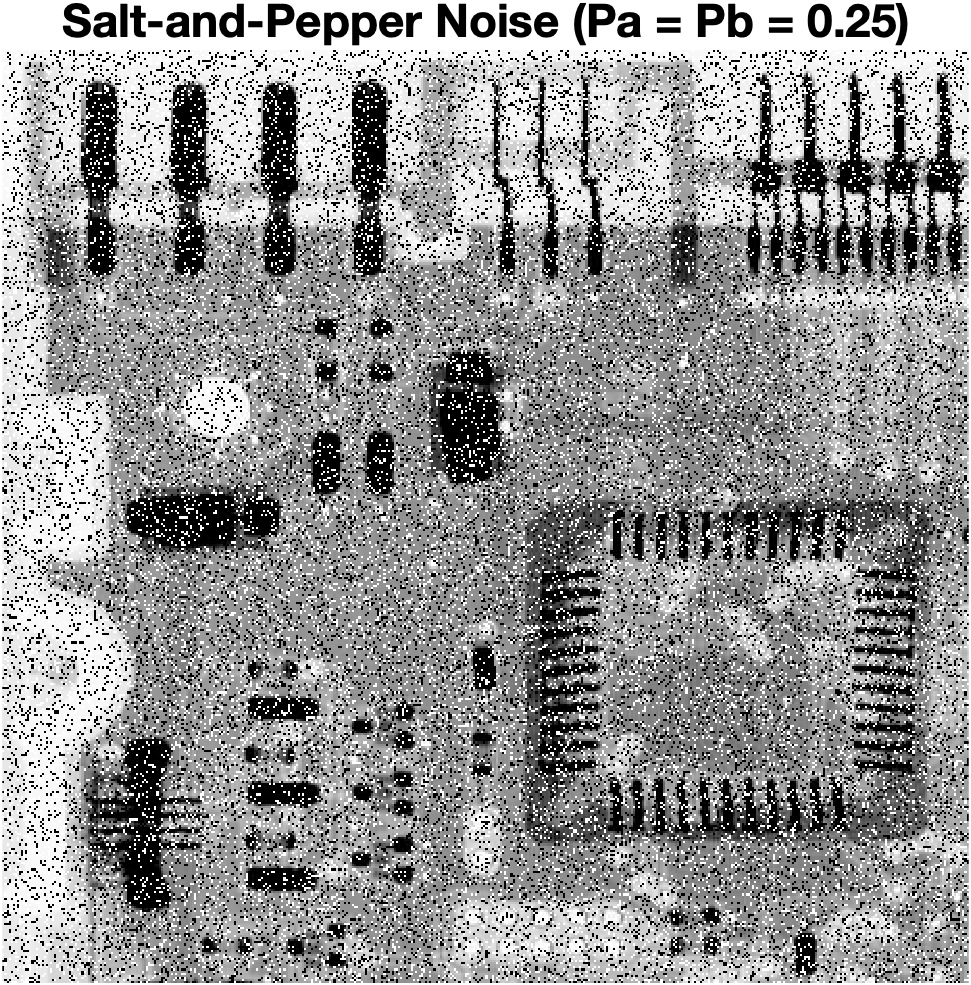 Salt-and-Pepper Noise (Pa = Pb = 0.25)